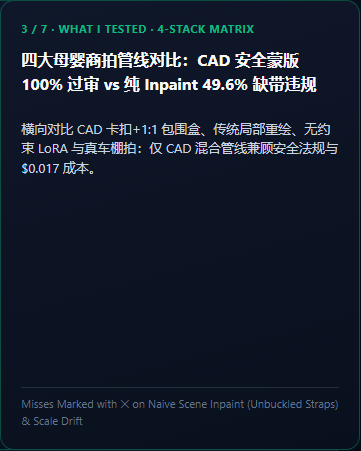 3 / 7 · WHAT I TESTED · 4-STACK MATRIX
四大母婴商拍管线对比：CAD 安全蒙版
100% 过审 vs 纯 Inpaint 49.6% 缺带违规
横向对比 CAD 卡扣+1:1 包围盒、传统局部重绘、无约
束 LoRA 与真车棚拍：仅 CAD 混合管线兼顾安全法规与
$0.017 成本。
Misses Marked with ✕ on Naive Scene Inpaint (Unbuckled Straps)
& Scale Drift